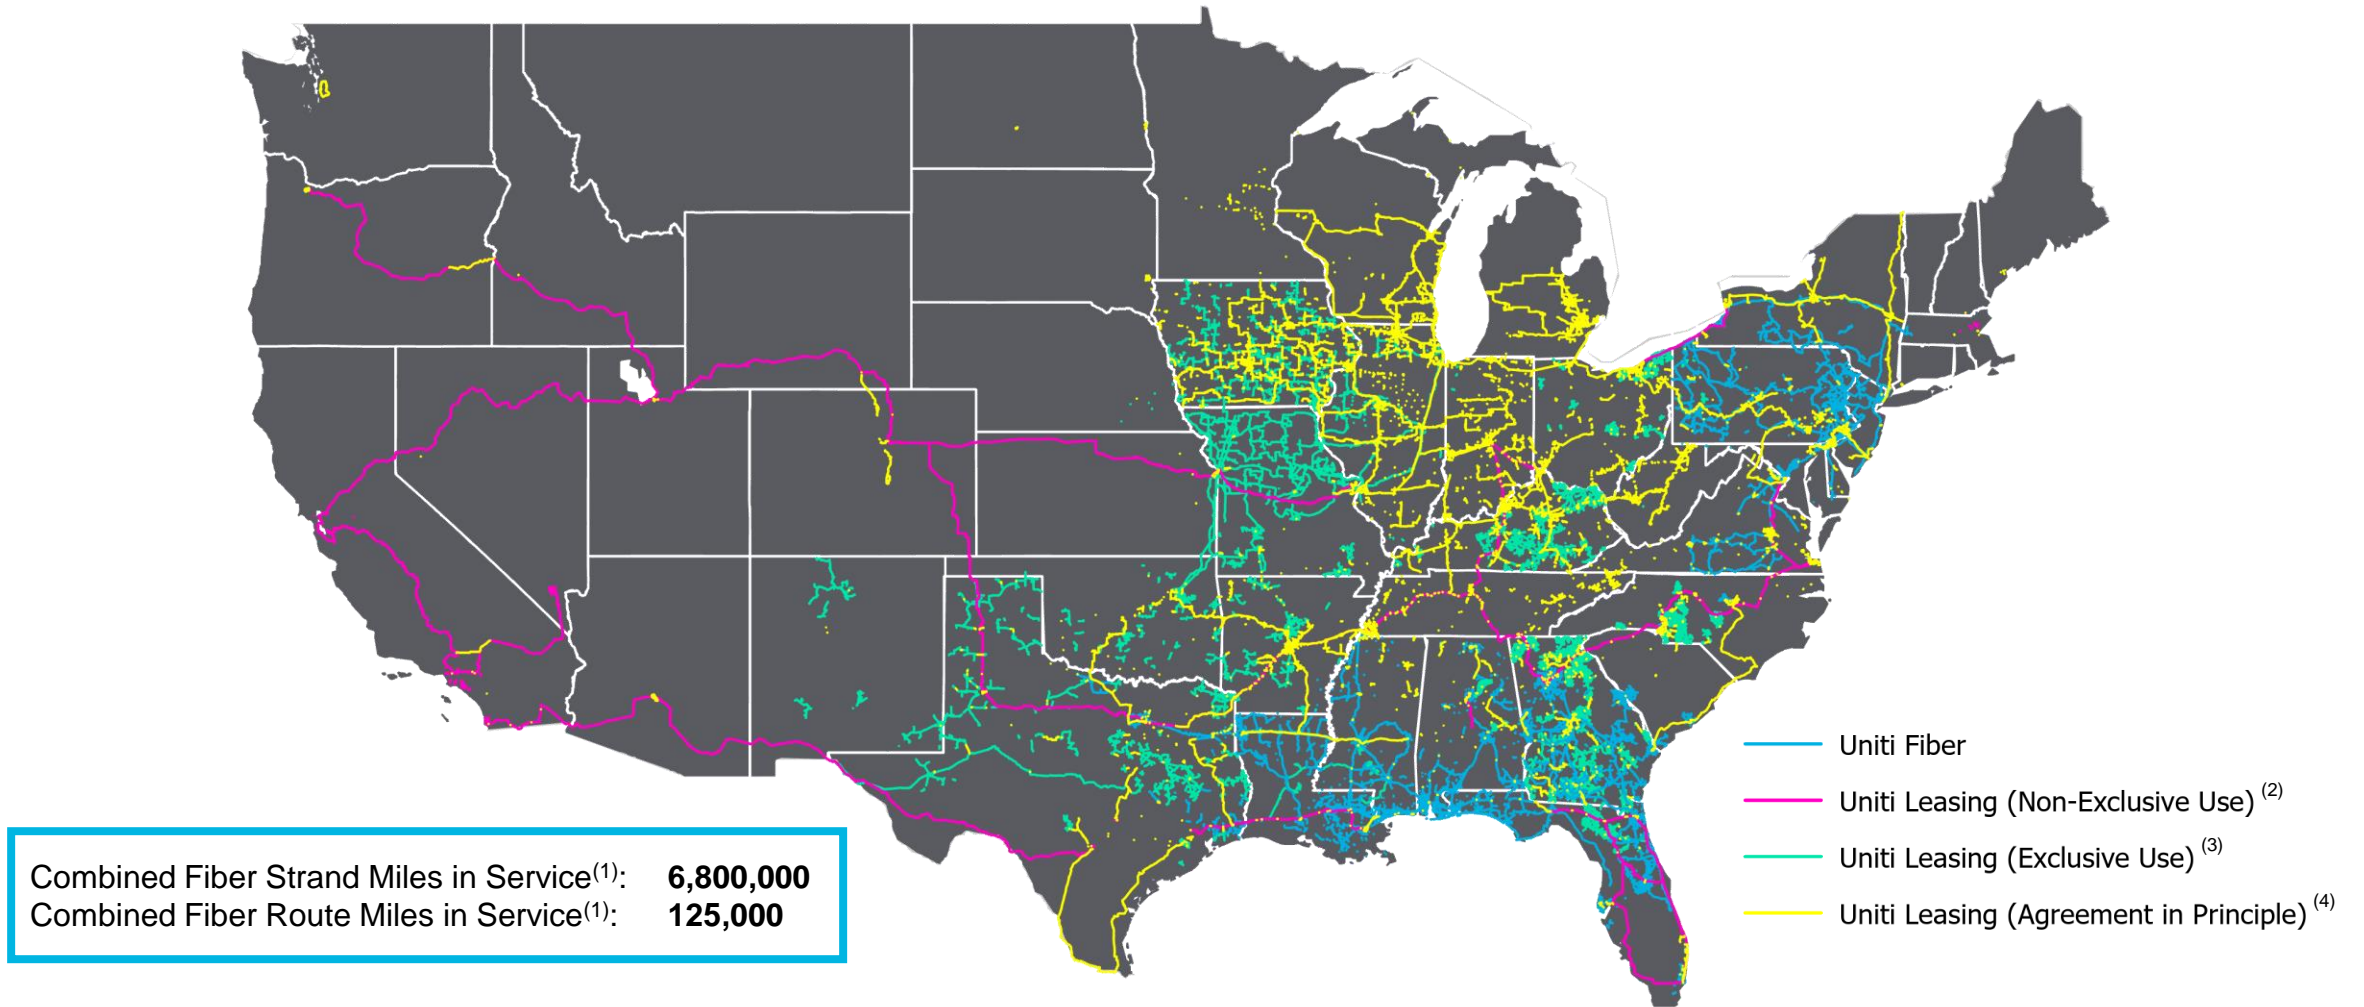 Uniti Fiber
Uniti Leasing (Non-Exclusive Use) (2)
Uniti Leasing (Exclusive Use) (3)
Uniti Leasing (Agreement in Principle) (4)
Combined Fiber Strand Miles in Service(1): 6,800,000
Combined Fiber Route Miles in Service(1): 125,000